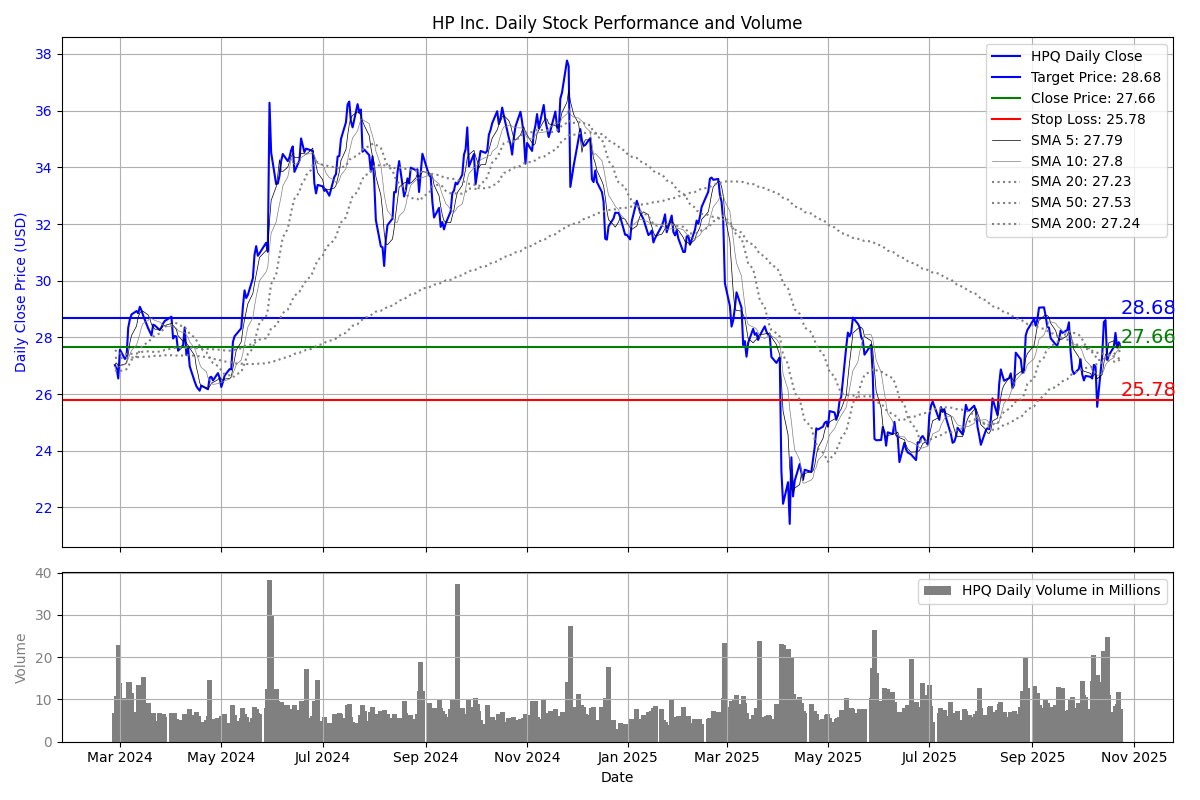 HP Inc. Daily Stock Performance and Volume
Daily Close Price (USD)
38
36
34
32
30
28
26
24
22
HPQ Daily Close
Target Price: 28.68
Close Price: 27.66
Stop Loss: 25.78
SMA 5: 27.79
SMA 10: 27.8
SMA 20: 27.23
SMA 50: 27.53
SMA 200: 27.24
28.68
27.66
25.78
Volume
40
30
20
10
0
HPQ Daily Volume in Millions
Mar 2024 May 2024 Jul 2024 Sep 2024 Nov 2024 Jan 2025 Mar 2025 May 2025 Jul 2025 Sep 2025 Nov 2025
Date